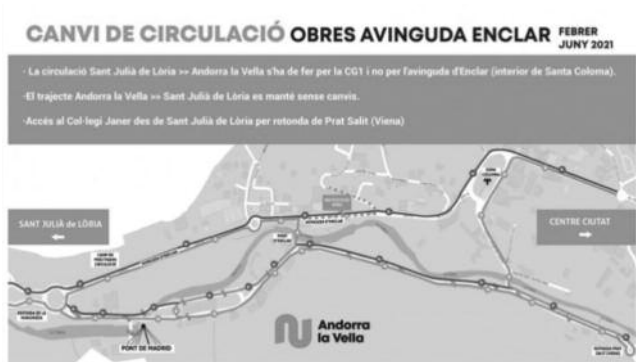 CANVI DE CIRCULACIÓ OBRES AVINGUDA ENCLAR FEBRER
JUNY 2021
· La circulació Sant Julià de Lòria >> Andorra la Vella s'ha de fer per la CG1 i no per l'avinguda d'Enclar (interior de Santa Coloma).
·El trajecte Andorra la Vella >> Sant Julià de Lòria es manté sense canvis.
·Accés al Col·legi Janer des de Sant Julià de Lòria per rotonda de Prat Salit (Viena)
SANT JULIÀ de LÒRIA
CENTRE CIUTAT
PONT DE MADRID
Andorra
la Vella